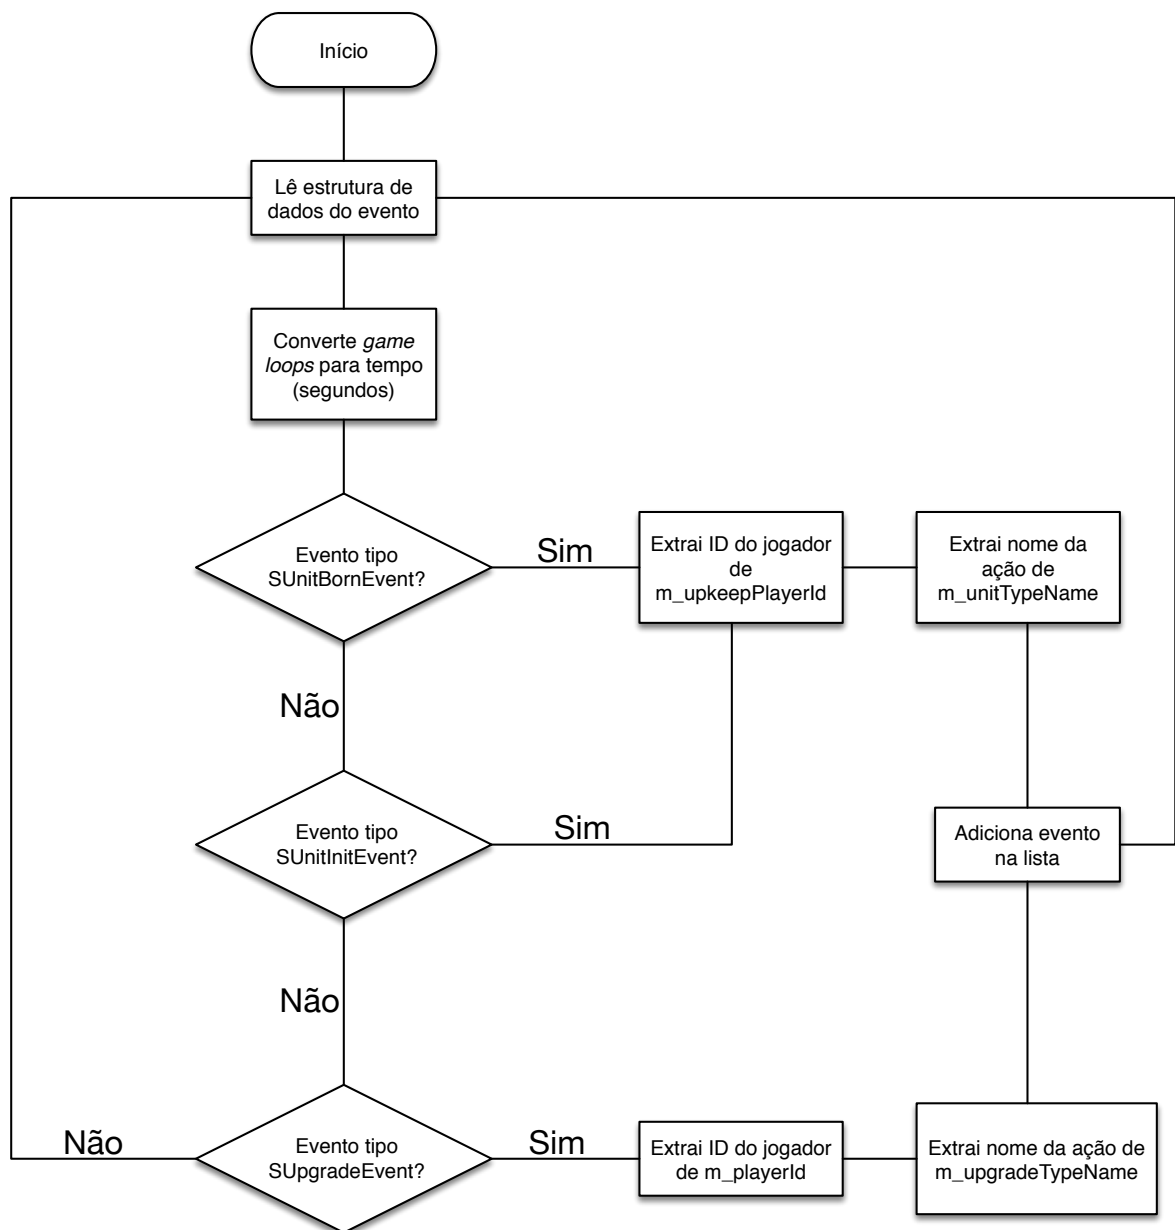 Início
Lê estrutura de
dados do evento
Converte game
loops para tempo
(segundos)
Evento tipo
SUnitBornEvent?
Sim
Extrai ID do jogador
de
m_upkeepPlayerId
Extrai nome da
ação de
m_unitTypeName
Não
Evento tipo
SUnitInitEvent?
Sim
Adiciona evento
na lista
Não
Não
Evento tipo
SUpgradeEvent?
Sim
Extrai ID do jogador
de m_playerId
Extrai nome da ação de
m_upgradeTypeName